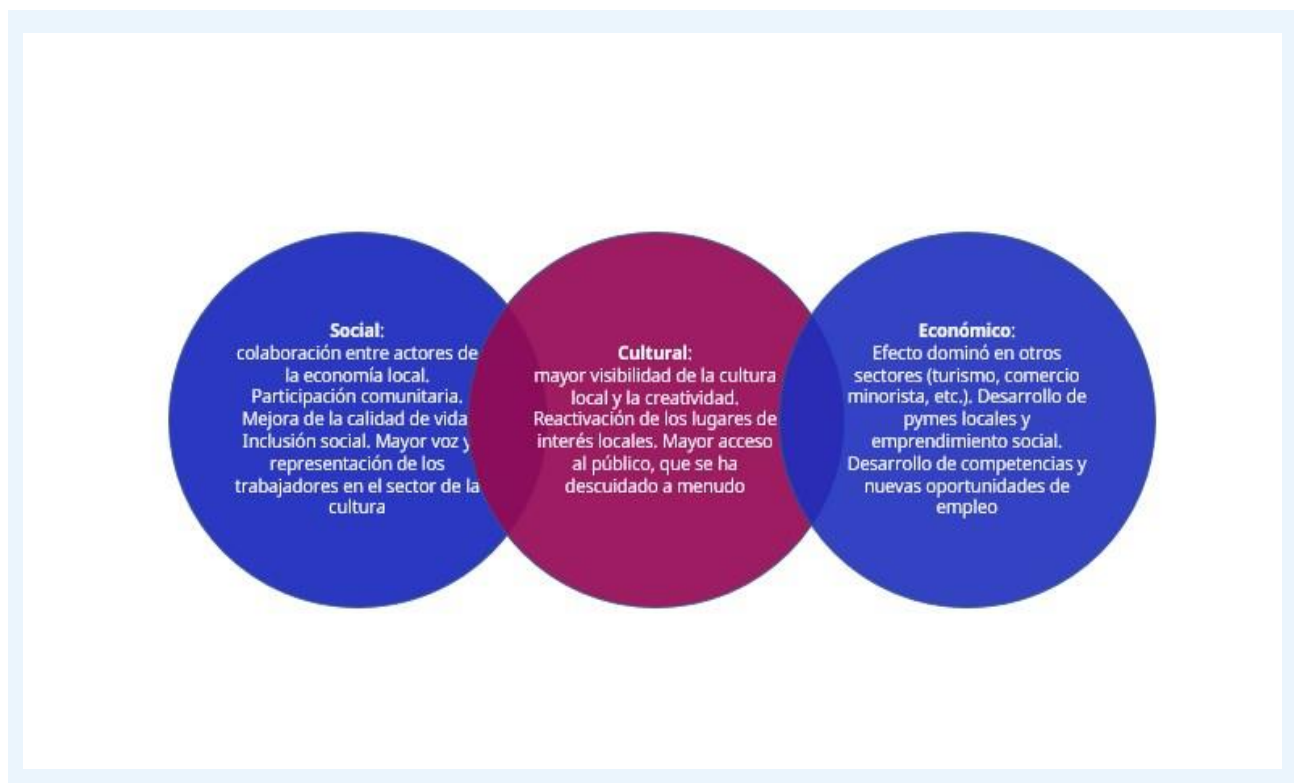 Social:
colaboración entre actores de
la economía local.
Participación comunitaria.
Mejora de la calidad de vida
Inclusión social. Mayor voz y
representación de los
trabajadores en el sector de la
cultura
Cultural:
mayor visibilidad de la cultura
local y la creatividad.
Reactivación de los lugares de
interés locales. Mayor acceso
al público, que se ha
descuidado a menudo
Económico:
Efecto dominó en otros
sectores (turismo, comercio
minorista, etc.). Desarrollo de
pymes locales y
emprendimiento social.
Desarrollo de competencias y
nuevas oportunidades de
empleo